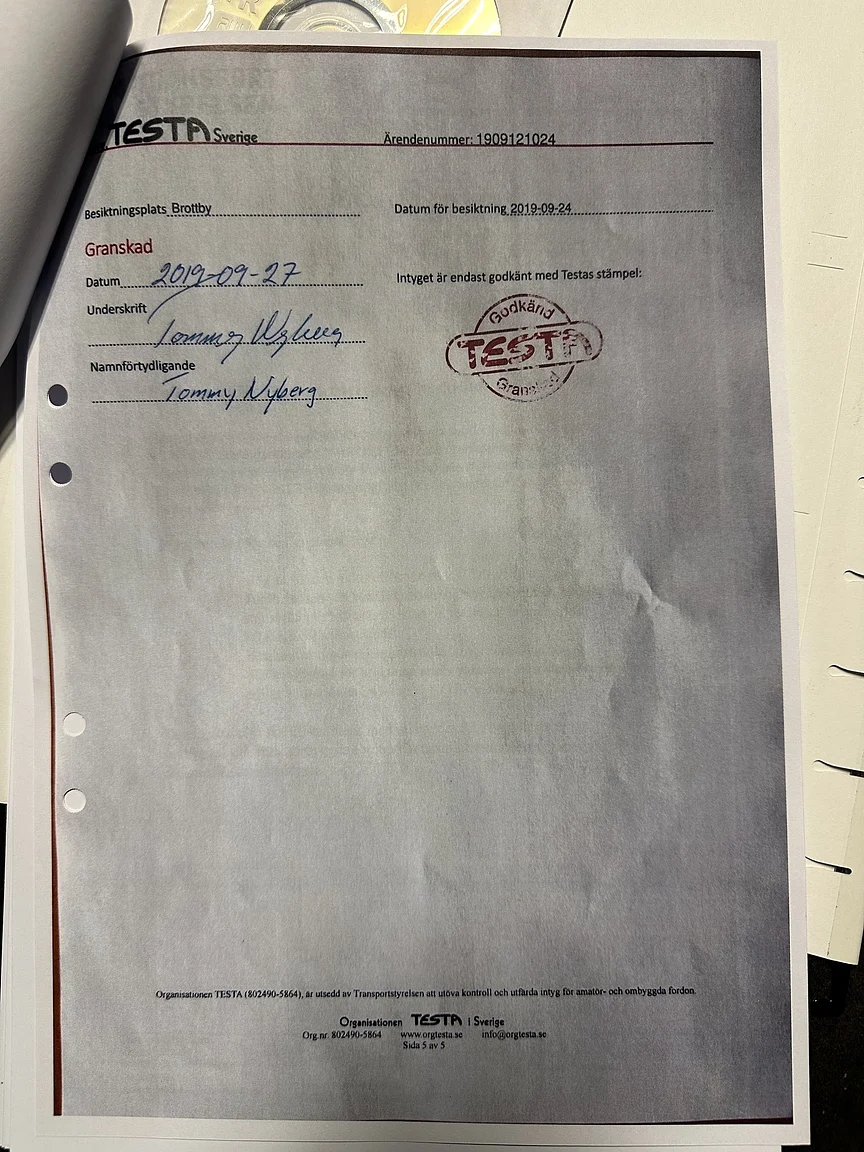 TESTA Sverige
Ärendenummer: 1909121024
Besiktningsplats Brottby
Datum för besiktning 2019-09-24
Granskad
Datum 2019-09-27
Intyget är endast godkänt med Testas stämpel:
Underskrift
Tommy Nyberg
Godkänd
TESTA
Granskad
Namnförtydligande
Tommy Nyberg
Organisationen TESTA (802490-5864), är utsedd av Transportstyrelsen att utöva kontroll och utfärda intyg för amatör- och ombyggda fordon.
Organisationen TESTA | Sverige
Org.nr. 802490-5864 www.orgtesta.se info@orgtesta.se
Sida 5 av 5